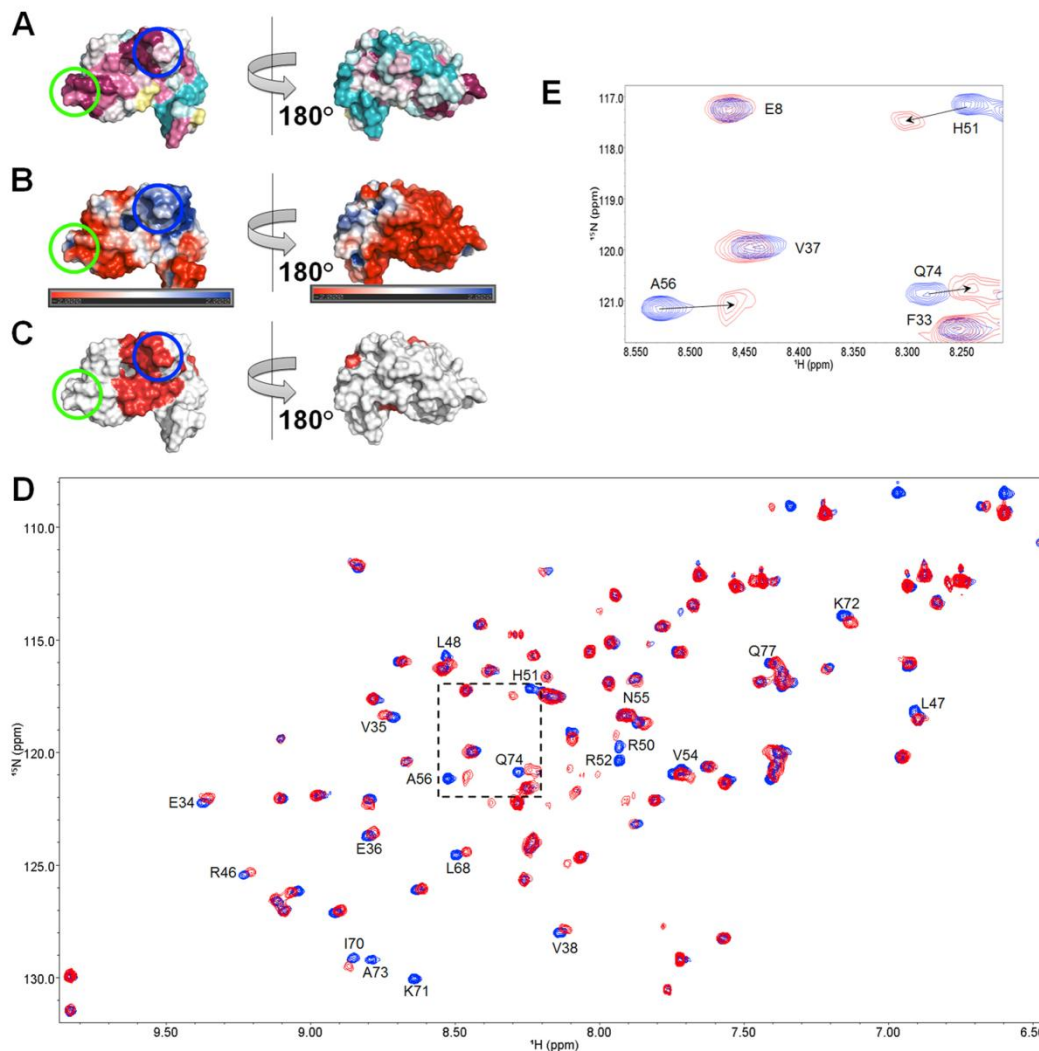 A
180°
B
-2.000 2.000
180°
C
180°
E
117.0
118.0
119.0
120.0
121.0
¹⁵N (ppm)
E8
H51
V37
A56
Q74
F33
8.550 8.500 8.450 8.400 8.350 8.300 8.250
¹H (ppm)
D
110.0
115.0
120.0
125.0
130.0
¹⁵N (ppm)
K72
L48
Q77
H51
L47
N55
V35
R50
R52
V54
Q74
A56
E34
E36
L68
R46
I70
V38
A73
K71
9.50 9.00 8.50 8.00 7.50 7.00 6.50
¹H (ppm)